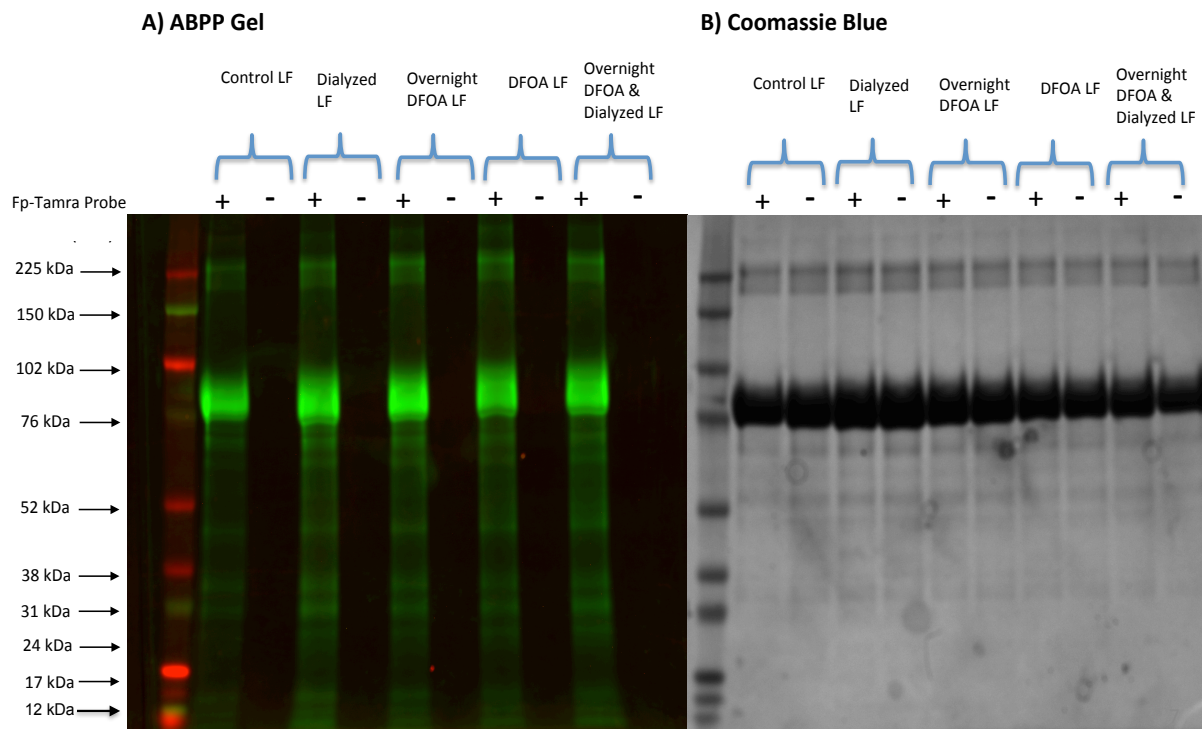 A) ABPP Gel
B) Coomassie Blue
Control LF
Dialyzed
LF
Overnight
DFOA LF
DFOA LF
Overnight
DFOA &
Dialyzed LF
Control LF
Dialyzed
LF
Overnight
DFOA LF
DFOA LF
Overnight
DFOA &
Dialyzed LF
Fp-Tamra Probe
+ - + - + - + - + -
+ - + - + - + - + -
225 kDa
150 kDa
102 kDa
76 kDa
52 kDa
38 kDa
31 kDa
24 kDa
17 kDa
12 kDa